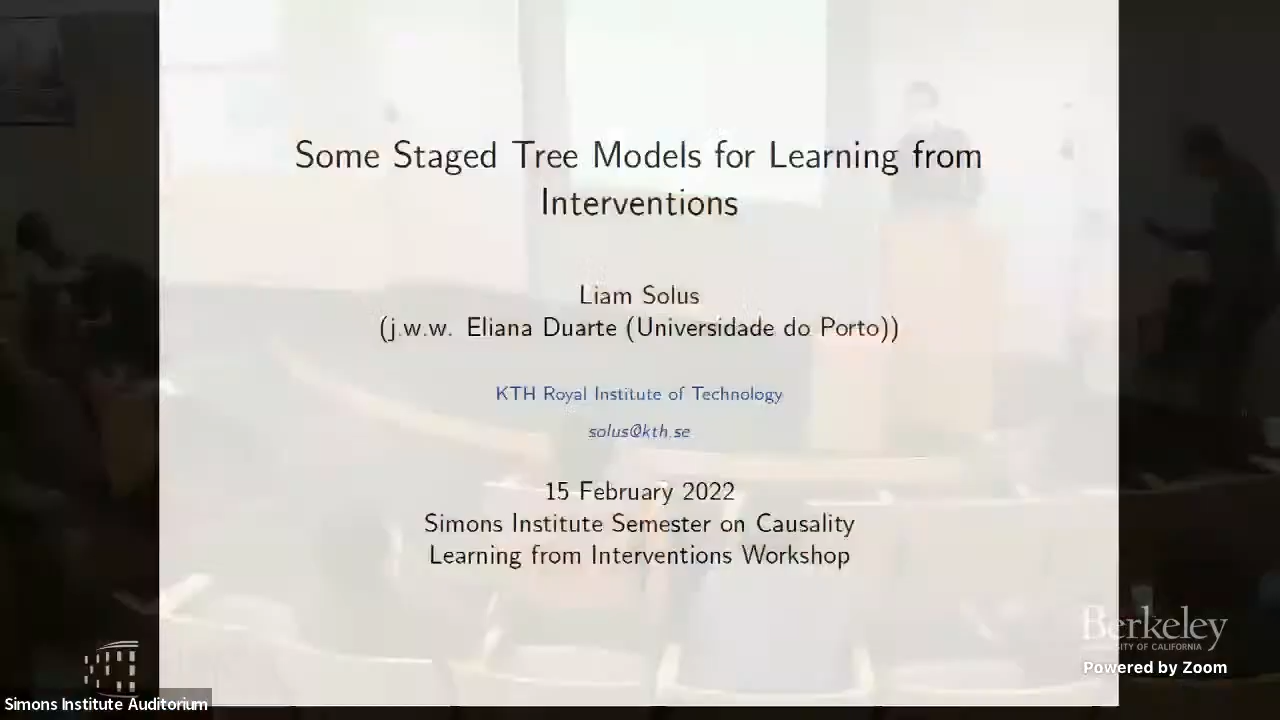 Some Staged Tree Models for Learning from
Interventions
Liam Solus
(j.w.w. Eliana Duarte (Universidade do Porto))
KTH Royal Institute of Technology
solus@kth.se
15 February 2022
Simons Institute Semester on Causality
Learning from Interventions Workshop
Berkeley
UNIVERSITY OF CALIFORNIA
Powered by Zoom
Simons Institute Auditorium